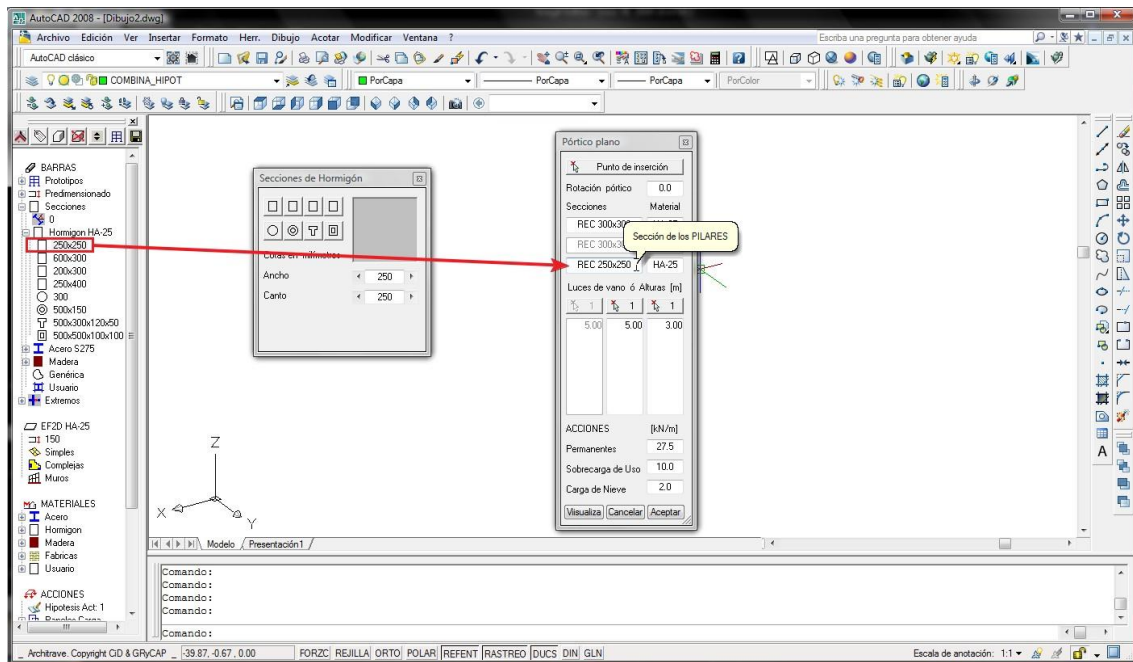 AutoCAD 2008 - [Dibujo2.dwg]
Archivo Edición Ver Insertar Formato Herr. Dibujo Acotar Modificar Ventana ?
Escriba una pregunta para obtener ayuda
AutoCAD clásico
COMBINA_HIPOT
PorCapa
PorCapa
PorCapa
PorColor
BARRAS
Prototipos
Predimensionado
Secciones
0
Hormigon HA-25
250x250
600x300
200x300
250x400
300
500x150
500x300x120x50
500x500x100x100
Acero S275
Madera
Genérica
Usuario
Extremos
EF2D HA-25
150
Simples
Complejas
Muros
MATERIALES
Acero
Hormigon
Madera
Fabricas
Usuario
ACCIONES
Hipotesis Act: 1
Secciones de Hormigón
Cotas en milímetros
Ancho 250
Canto 250
Pórtico plano
Punto de inserción
Rotación pórtico 0.0
Secciones Material
REC 300x300
REC 300x30
Sección de los PILARES
REC 250x250 HA-25
Luces de vano ó Alturas [m]
1 1 1
5.00 5.00 3.00
ACCIONES [kN/m]
Permanentes 27.5
Sobrecarga de Uso 10.0
Carga de Nieve 2.0
Visualiza Cancelar Aceptar
Z
X
Y
Modelo Presentación1
Comando:
Comando:
Comando:
Comando:
Comando:
Architrave. Copyright CiD & GRyCAP -39.87, -0.67 , 0.00 FORZC REJILLA ORTO POLAR REFENT RASTREO DUCS DIN GLN Escala de anotación: 1:1